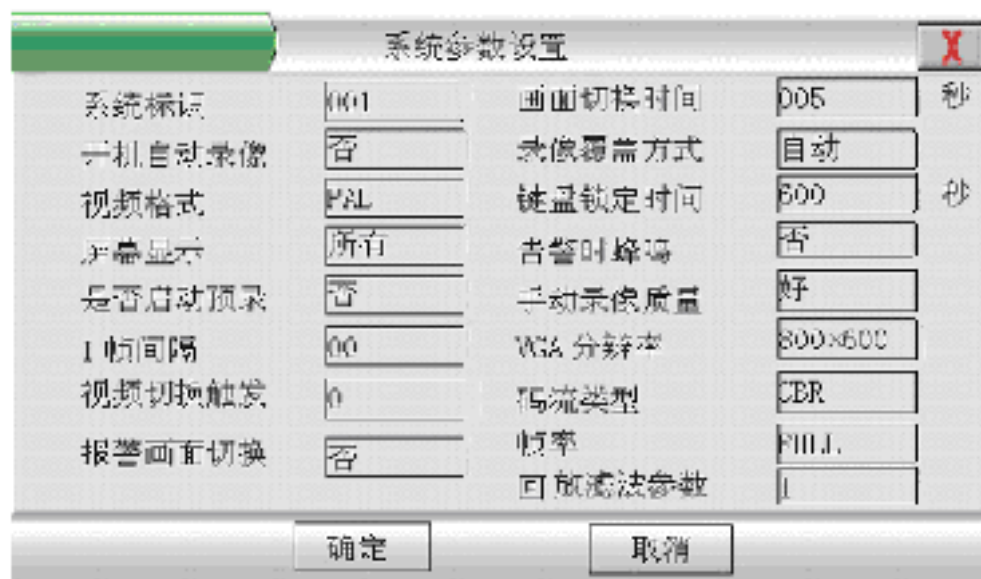 系统参数设置 X
系统标识 001 画面切换时间 005 秒
开机自动录像 否 录像覆盖方式 自动
视频格式 PAL 键盘锁定时间 600 秒
屏幕显示 所有 告警时蜂鸣
否
是否启动预录 否 手动录像质量 好
I 帧间隔 00 VGA 分辨率 800×600
视频切换触发 0 码流类型 CBR
报警画面切换 否 帧率 FULL
回放滤波参数 1
确定 取消